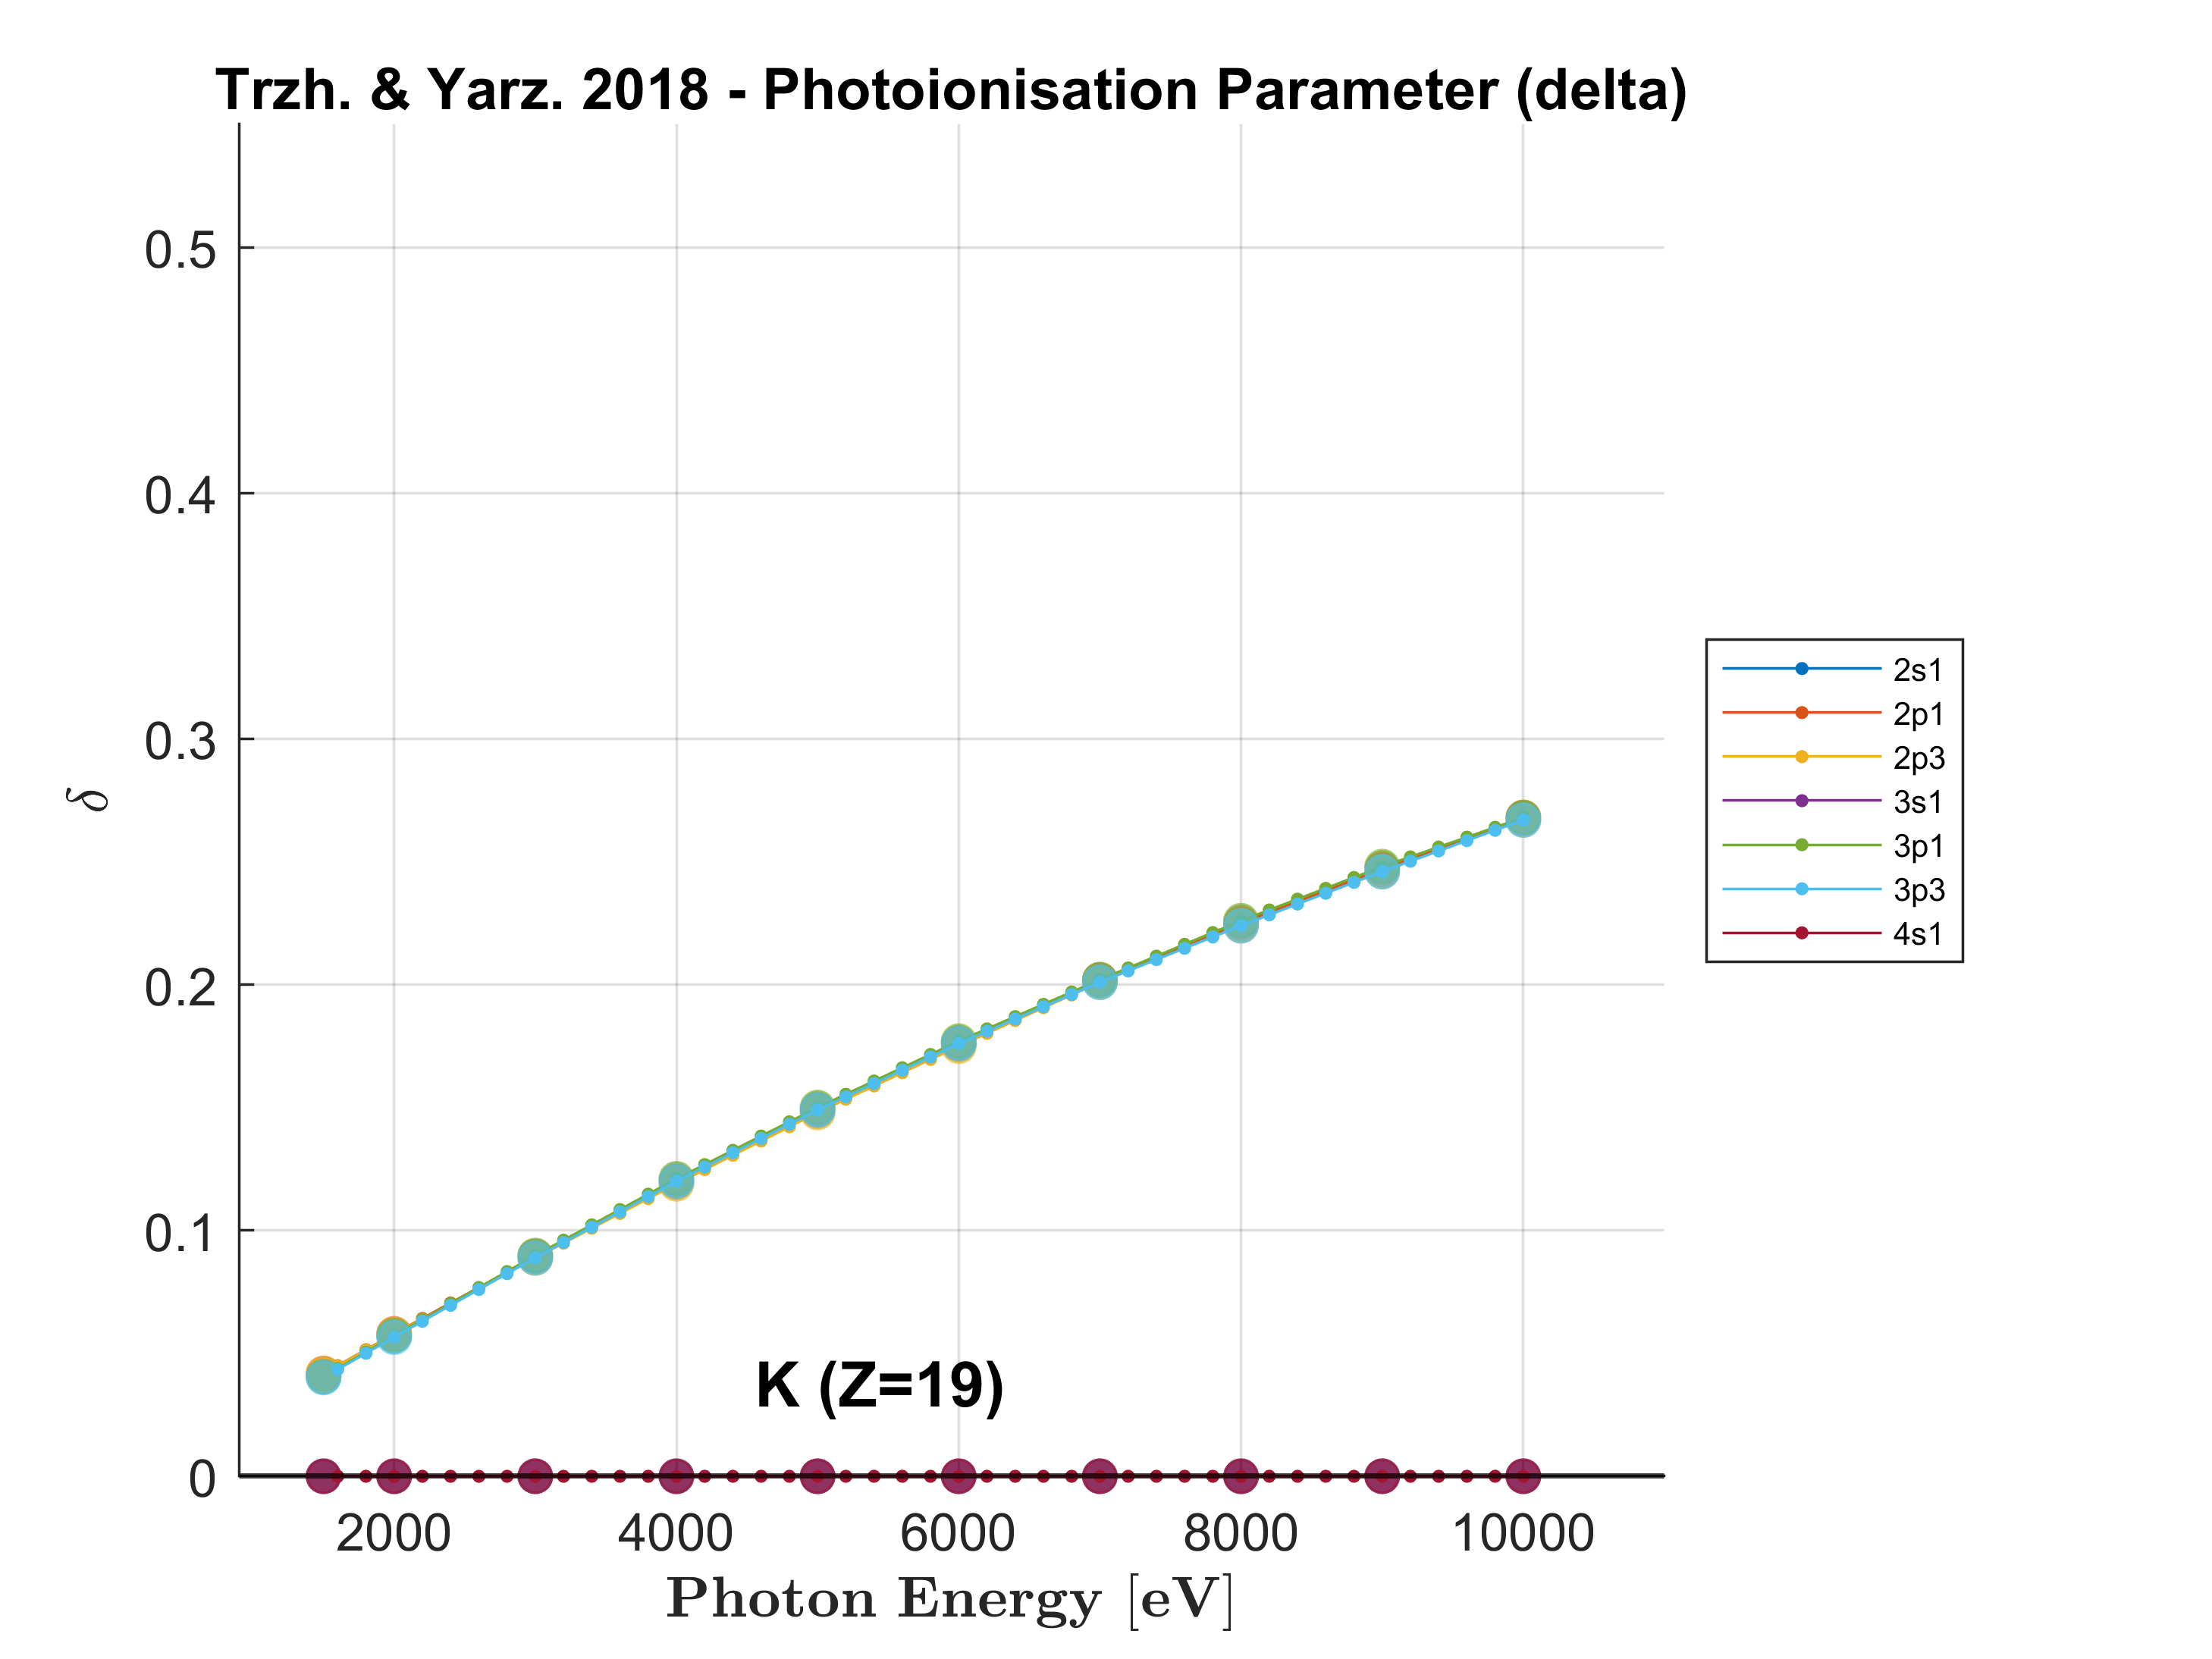 Trzh. & Yarz. 2018 - Photoionisation Parameter (delta)
0.5
0.4
0.3
0.2
0.1
0
δ
2s1
2p1
2p3
3s1
3p1
3p3
4s1
K (Z=19)
2000 4000 6000 8000 10000
Photon Energy [eV]